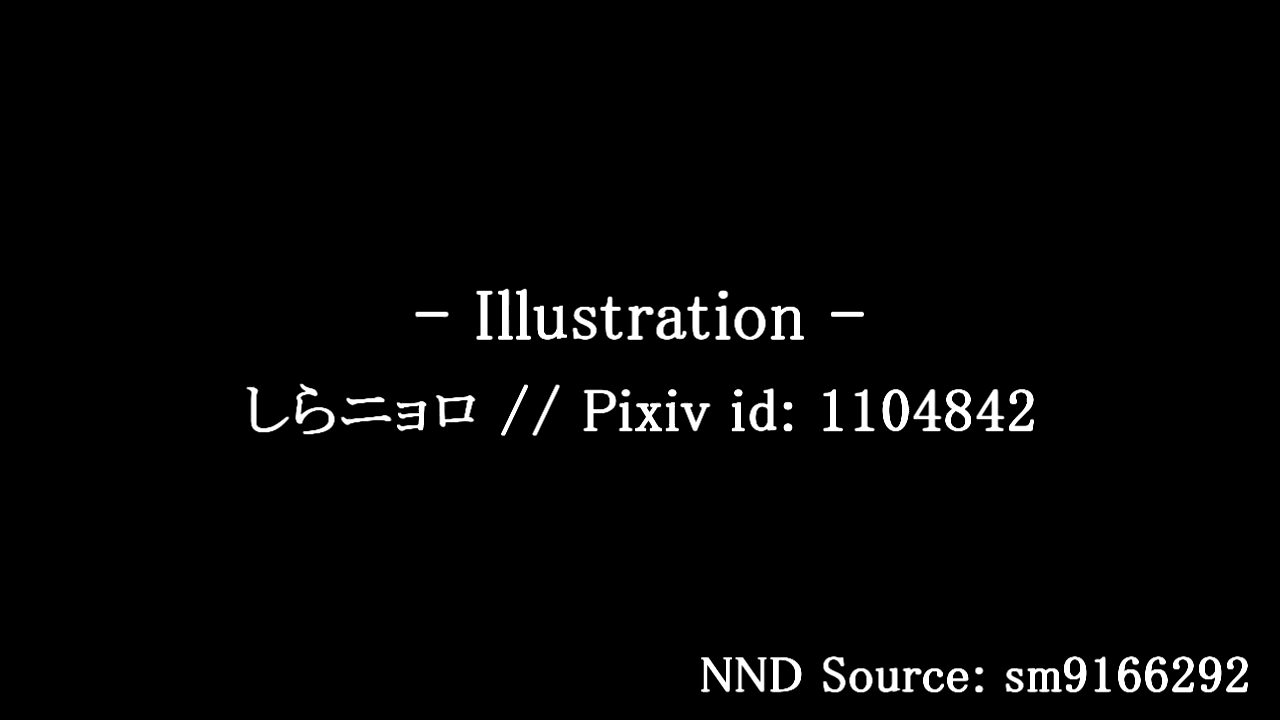 - Illustration -
しらニョロ // Pixiv id: 1104842
NND Source: sm9166292